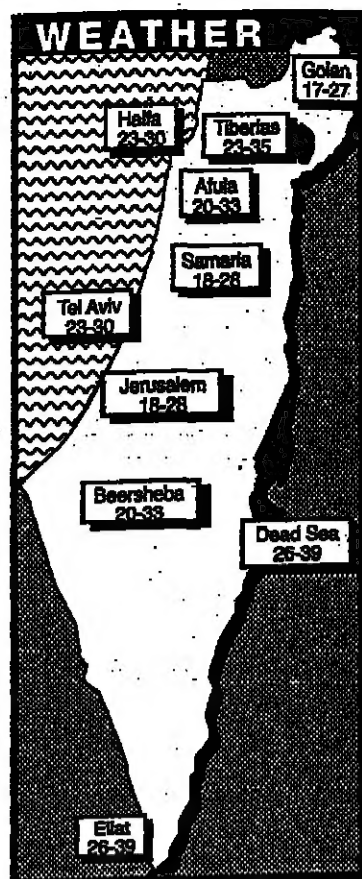 WEATHER
Golan
17-27
Haifa
23-30
Tiberias
23-35
Afula
20-33
Samaria
18-28
Tel Aviv
23-30
Jerusalem
18-28
Beersheba
20-33
Dead Sea
26-39
Eilat
26-39